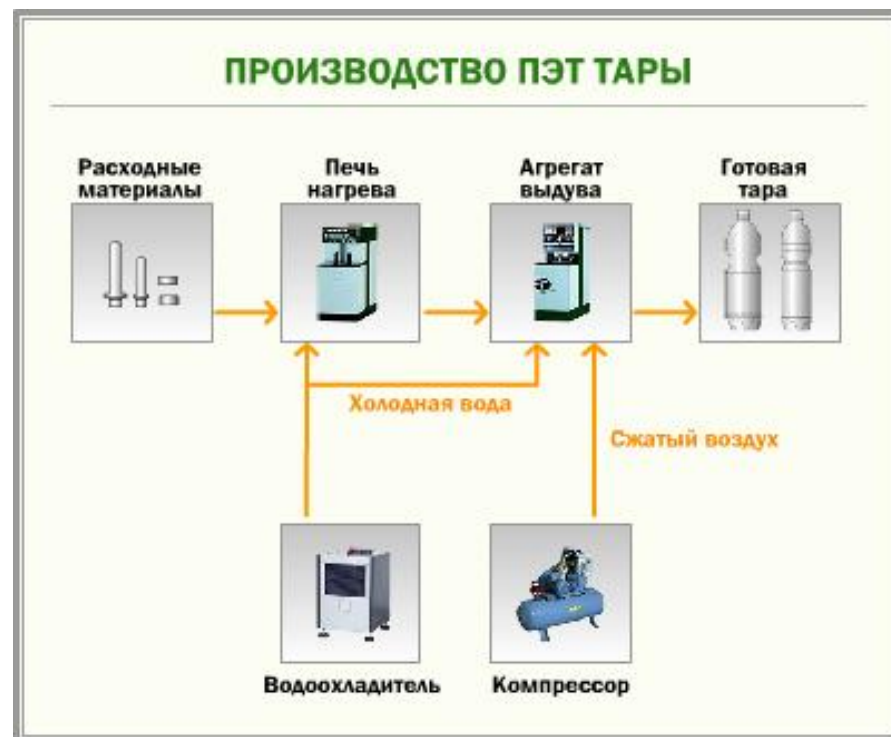 ПРОИЗВОДСТВО ПЭТ ТАРЫ
Расходные
материалы
Печь
нагрева
Агрегат
выдува
Готовая
тара
Холодная вода
Сжатый воздух
Водоохладитель
Компрессор